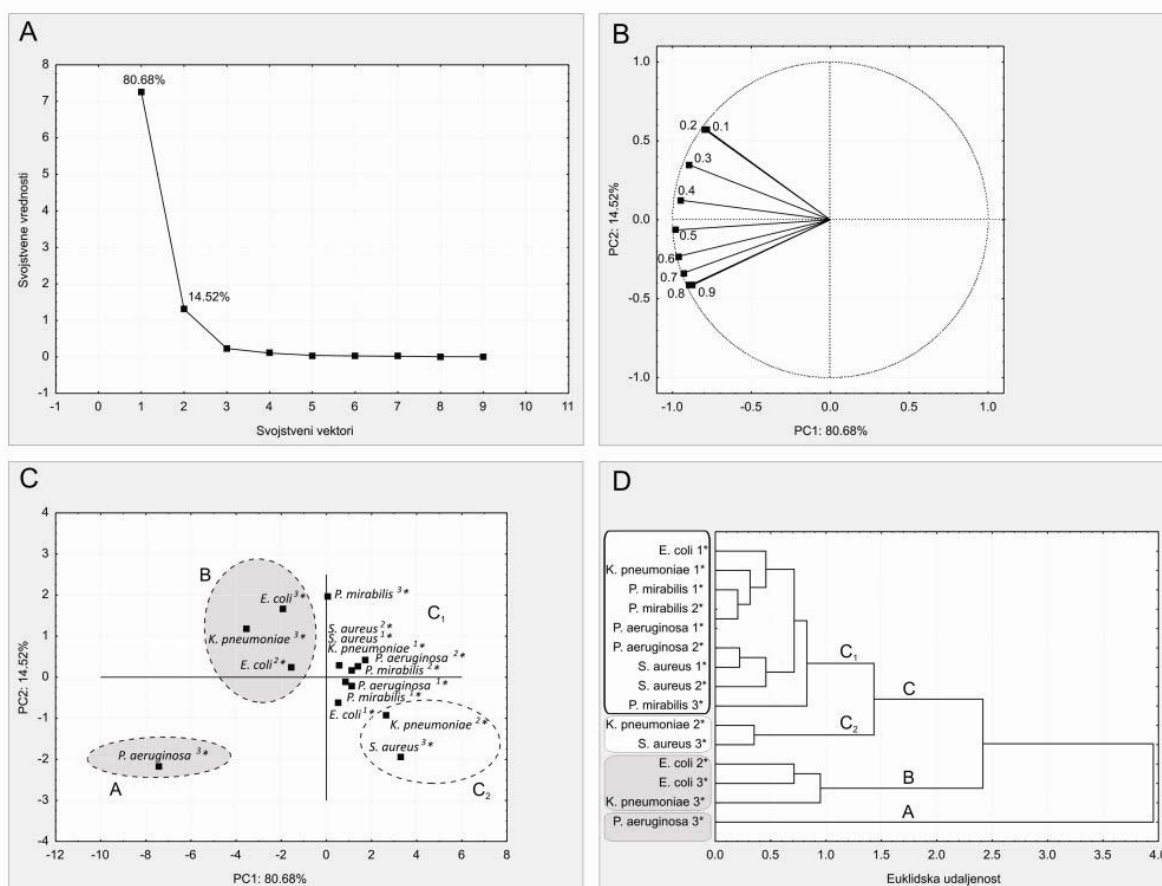 A
80.68%
14.52%
Svojstvene vrednosti
8
7
6
5
4
3
2
1
0
-1
-1 0 1 2 3 4 5 6 7 8 9 10 11
Svojstveni vektori
B
1.0
0.5
0.0
-0.5
-1.0
PC2: 14.52%
0.2 0.1
0.3
0.4
0.5
0.6
0.7
0.8 0.9
-1.0 -0.5 0.0 0.5 1.0
PC1: 80.68%
C
4
3
2
1
0
-1
-2
-3
-4
PC2: 14.52%
B
E. coli 3*
K. pneumoniae 3*
E. coli 2*
P. mirabilis 3*
C1
S. aureus 2*
S. aureus 1*
K. pneumoniae 1*
P. aeruginosa 2*
P. mirabilis 2*
P. aeruginosa 1*
P. mirabilis 1*
E. coli 1*
K. pneumoniae 2*
S. aureus 3*
P. aeruginosa 3*
A
C2
-12 -10 -8 -6 -4 -2 0 2 4 6 8
PC1: 80.68%
D
E. coli 1*
K. pneumoniae 1*
P. mirabilis 1*
P. mirabilis 2*
P. aeruginosa 1*
P. aeruginosa 2*
S. aureus 1*
S. aureus 2*
P. mirabilis 3*
K. pneumoniae 2*
S. aureus 3*
E. coli 2*
E. coli 3*
K. pneumoniae 3*
P. aeruginosa 3*
C1
C
C2
B
A
0.0 0.5 1.0 1.5 2.0 2.5 3.0 3.5 4.0
Euklidska udaljenost